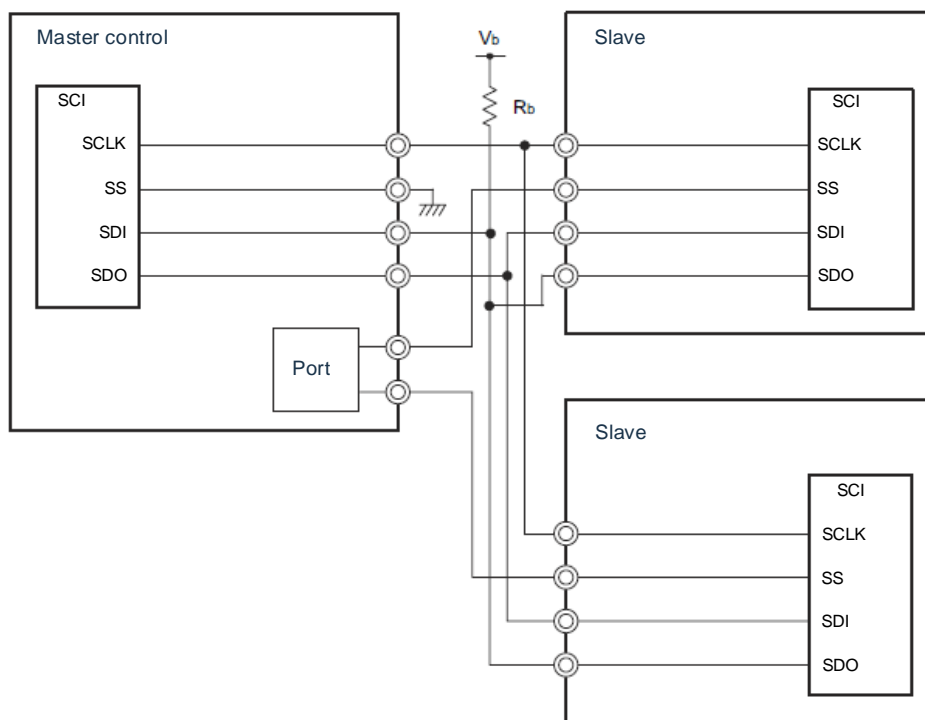 Master control
SCI
SCLK
SS
SDI
SDO
Port
Vb
Rb
Slave
SCI
SCLK
SS
SDI
SDO
Slave
SCI
SCLK
SS
SDI
SDO